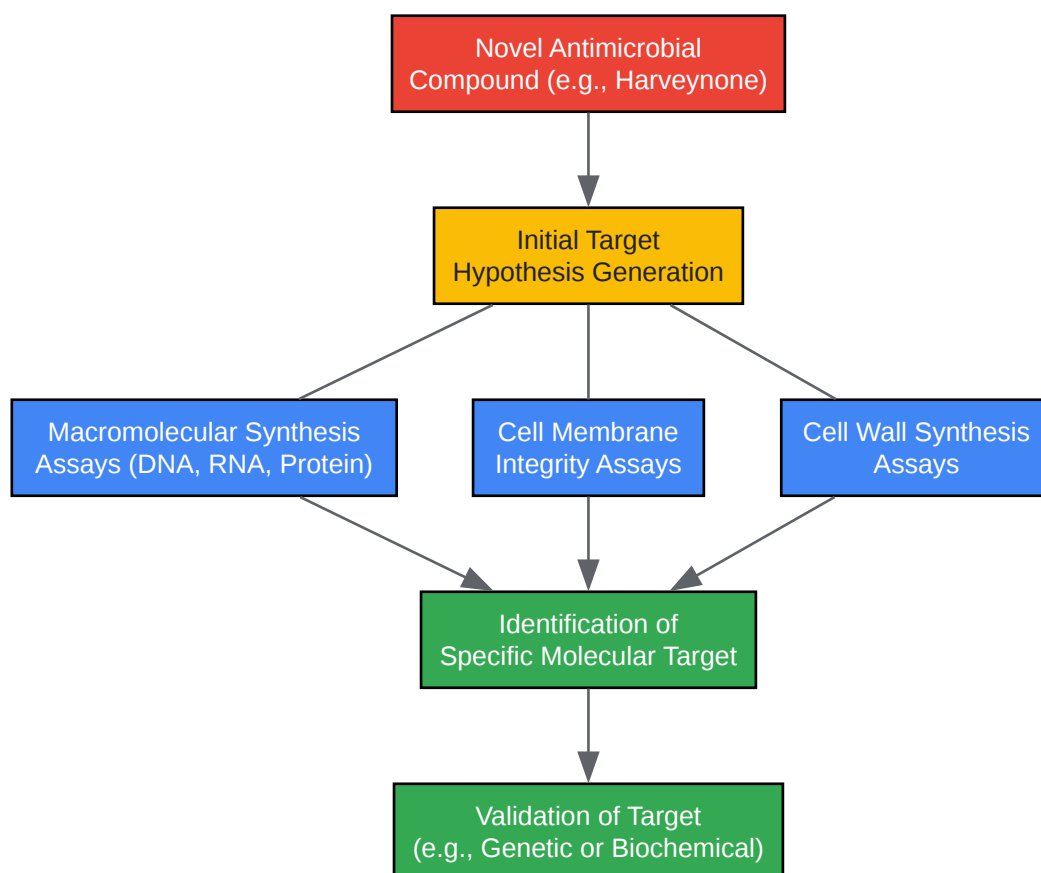 Novel Antimicrobial
Compound (e.g., Harveynone)
Initial Target
Hypothesis Generation
Macromolecular Synthesis
Assays (DNA, RNA, Protein)
Cell Membrane
Integrity Assays
Cell Wall Synthesis
Assays
Identification of
Specific Molecular Target
Validation of Target
(e.g., Genetic or Biochemical)